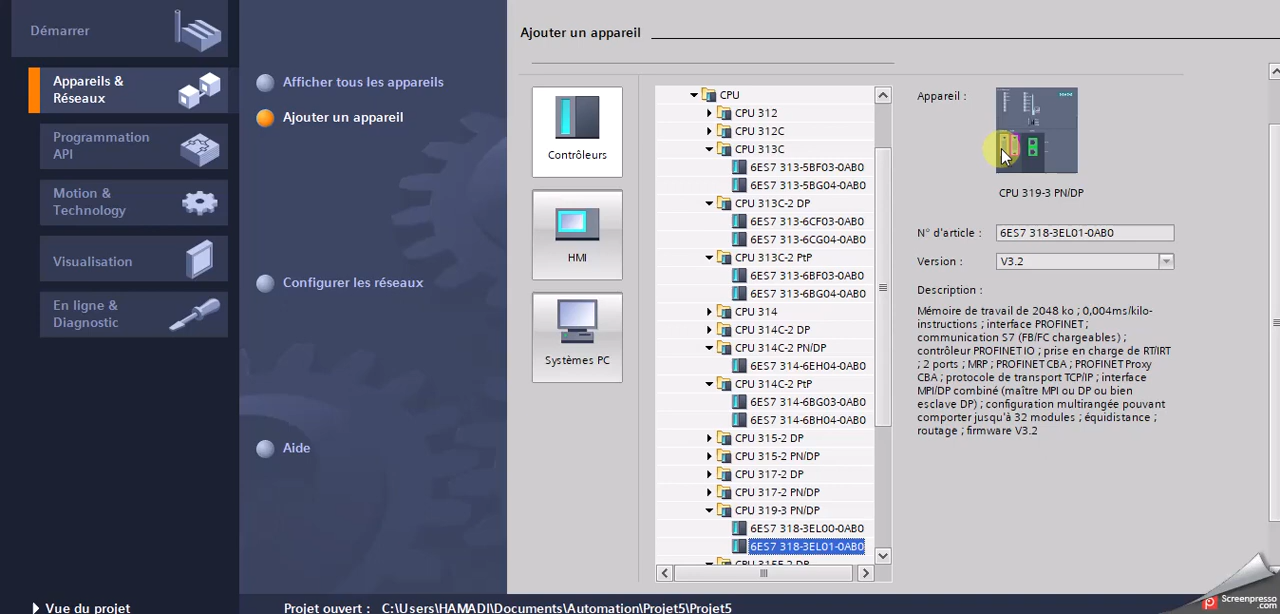 Démarrer
Appareils &
Réseaux
Programmation
API
Motion &
Technology
Visualisation
En ligne &
Diagnostic
Vue du projet
Afficher tous les appareils
Ajouter un appareil
Configurer les réseaux
Aide
Projet ouvert : C:\Users\HAMADI\Documents\Automation\Projet5\Projet5
Ajouter un appareil
Contrôleurs
HMI
Systèmes PC
CPU
CPU 312
CPU 312C
CPU 313C
6ES7 313-5BF03-0AB0
6ES7 313-5BG04-0AB0
CPU 313C-2 DP
6ES7 313-6CF03-0AB0
6ES7 313-6CG04-0AB0
CPU 313C-2 PtP
6ES7 313-6BF03-0AB0
6ES7 313-6BG04-0AB0
CPU 314
CPU 314C-2 DP
CPU 314C-2 PN/DP
6ES7 314-6EH04-0AB0
CPU 314C-2 PtP
6ES7 314-6BG03-0AB0
6ES7 314-6BH04-0AB0
CPU 315-2 DP
CPU 315-2 PN/DP
CPU 317-2 DP
CPU 317-2 PN/DP
CPU 319-3 PN/DP
6ES7 318-3EL00-0AB0
6ES7 318-3EL01-0AB0
CPU 315F-2 DP
Appareil :
CPU 319-3 PN/DP
N° d'article : 6ES7 318-3EL01-0AB0
Version : V3.2
Description :
Mémoire de travail de 2048 ko ; 0,004ms/kilo-
instructions ; interface PROFINET ;
communication S7 (FB/FC chargeables) ;
contrôleur PROFINET IO ; prise en charge de RT/IRT
; 2 ports ; MRP ; PROFINET CBA ; PROFINET Proxy
CBA ; protocole de transport TCP/IP ; interface
MPI/DP combiné (maître MPI ou DP ou bien
esclave DP) ; configuration multirangée pouvant
comporter jusqu'à 32 modules ; équidistance ;
routage ; firmware V3.2
Screenpresso